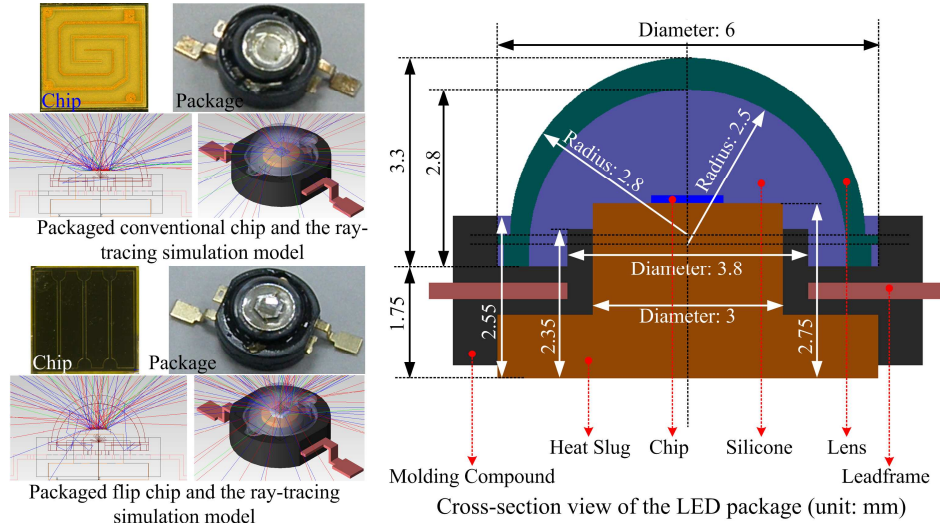 Chip
Package
Packaged conventional chip and the ray-
tracing simulation model
Chip
Package
Packaged flip chip and the ray-tracing
simulation model
Diameter: 6
3.3
2.8
Radius: 2.8
Radius: 2.5
1.75
2.55
2.35
Diameter: 3.8
Diameter: 3
2.75
Molding Compound
Heat Slug
Chip
Silicone
Lens
Leadframe
Cross-section view of the LED package (unit: mm)